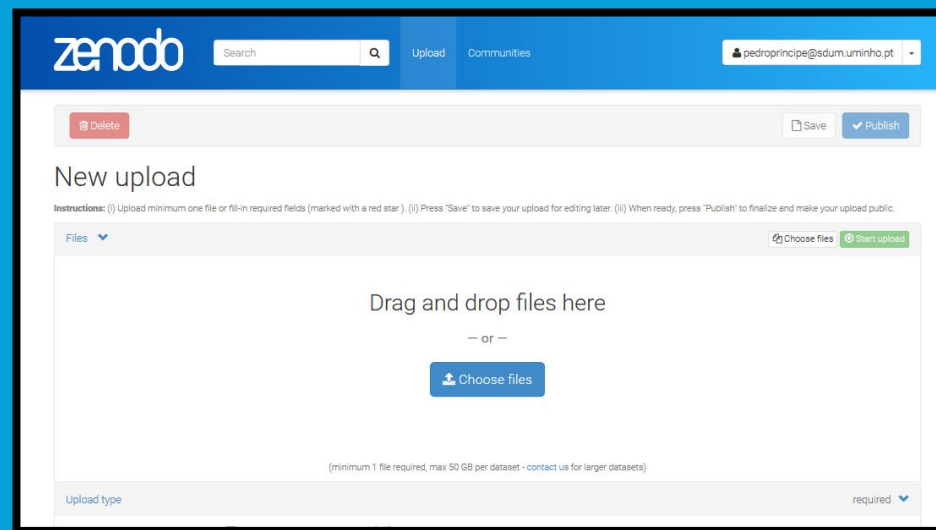 zenodo
Search
Upload
Communities
pedroprincipe@sdum.uminho.pt
Delete
Save
Publish
New upload
Instructions: (i) Upload minimum one file or fill-in required fields (marked with a red star ). (ii) Press "Save" to save your upload for editing later. (iii) When ready, press "Publish" to finalize and make your upload public.
Files
Choose files
Start upload
Drag and drop files here
— or —
Choose files
(minimum 1 file required, max 50 GB per dataset - contact us for larger datasets)
Upload type
required